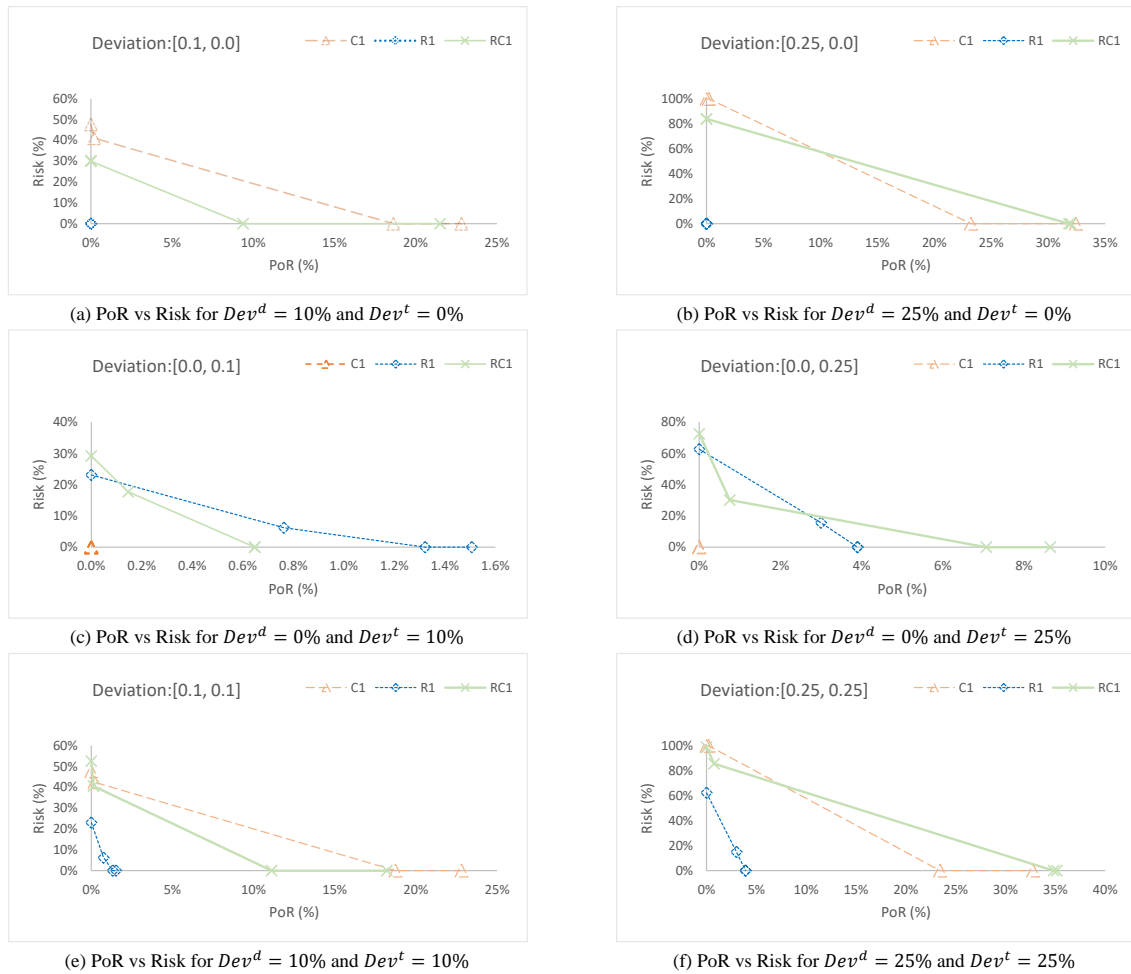 Deviation:[0.1, 0.0]
C1 R1 RC1
60%
50%
40%
30%
20%
10%
0%
Risk (%)
0% 5% 10% 15% 20% 25%
PoR (%)
(a) PoR vs Risk for Dev^d = 10% and Dev^t = 0%
Deviation:[0.25, 0.0]
C1 R1 RC1
100%
80%
60%
40%
20%
0%
Risk (%)
0% 5% 10% 15% 20% 25% 30% 35%
PoR (%)
(b) PoR vs Risk for Dev^d = 25% and Dev^t = 0%
Deviation:[0.0, 0.1]
C1 R1 RC1
40%
30%
20%
10%
0%
Risk (%)
0.0% 0.2% 0.4% 0.6% 0.8% 1.0% 1.2% 1.4% 1.6%
PoR (%)
(c) PoR vs Risk for Dev^d = 0% and Dev^t = 10%
Deviation:[0.0, 0.25]
C1 R1 RC1
80%
60%
40%
20%
0%
Risk (%)
0% 2% 4% 6% 8% 10%
PoR (%)
(d) PoR vs Risk for Dev^d = 0% and Dev^t = 25%
Deviation:[0.1, 0.1]
C1 R1 RC1
60%
50%
40%
30%
20%
10%
0%
Risk (%)
0% 5% 10% 15% 20% 25%
PoR (%)
(e) PoR vs Risk for Dev^d = 10% and Dev^t = 10%
Deviation:[0.25, 0.25]
C1 R1 RC1
100%
80%
60%
40%
20%
0%
Risk (%)
0% 5% 10% 15% 20% 25% 30% 35% 40%
PoR (%)
(f) PoR vs Risk for Dev^d = 25% and Dev^t = 25%